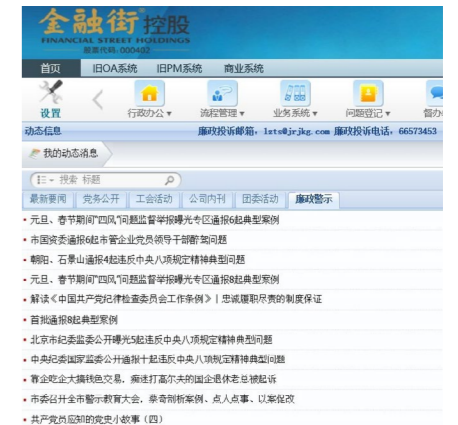 金融街控股
FINANCIAL STREET HOLDINGS
股票代码:000402
首页 旧OA系统 旧PM系统 商业系统
设置 行政办公 流程管理 业务系统 问题登记 督办
动态信息 廉政投诉邮箱，lzts@jrjkg.com 廉政投诉电话，66573453
我的动态消息
搜索 标题
最新要闻 党务公开 工会活动 公司内刊 团委活动 廉政警示
元旦、春节期间“四风”问题监督举报曝光专区通报6起典型案例
市国资委通报6起市管企业党员领导干部醉驾问题
朝阳、石景山通报4起违反中央八项规定精神典型问题
元旦、春节期间“四风”问题监督举报曝光专区通报8起典型案例
解读《中国共产党纪律检查委员会工作条例》｜忠诚履职尽责的制度保证
首批通报8起典型案例
北京市纪委监委公开曝光5起违反中央八项规定精神典型问题
中央纪委国家监委公开通报十起违反中央八项规定精神典型问题
靠企吃企大搞钱色交易、痴迷打高尔夫的国企退休老总被起诉
市委召开全市警示教育大会、蔡奇剖析案例、点人点事、以案促改
共产党员应知的党史小故事（四）